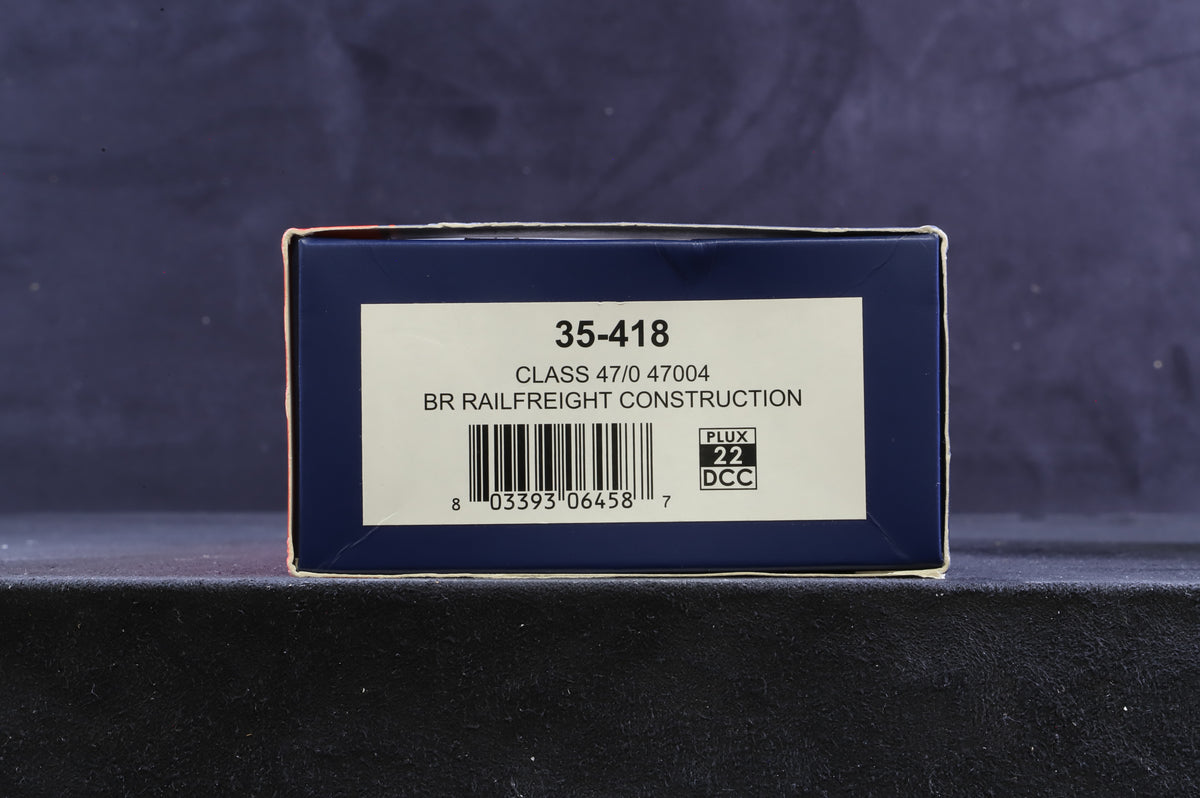 35-418
CLASS 47/0 47004
BR RAILFREIGHT CONSTRUCTION
PLUX
22
DCC
8 03393 06458 7